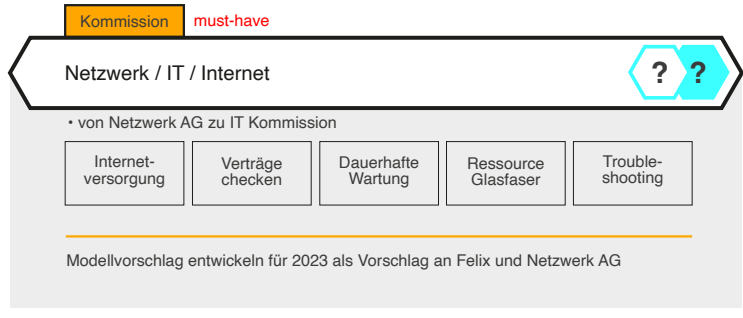 Kommission must-have
Netzwerk / IT / Internet ? ?
• von Netzwerk AG zu IT Kommission
Internet-
versorgung
Verträge
checken
Dauerhafte
Wartung
Ressource
Glasfaser
Trouble-
shooting
Modellvorschlag entwickeln für 2023 als Vorschlag an Felix und Netzwerk AG